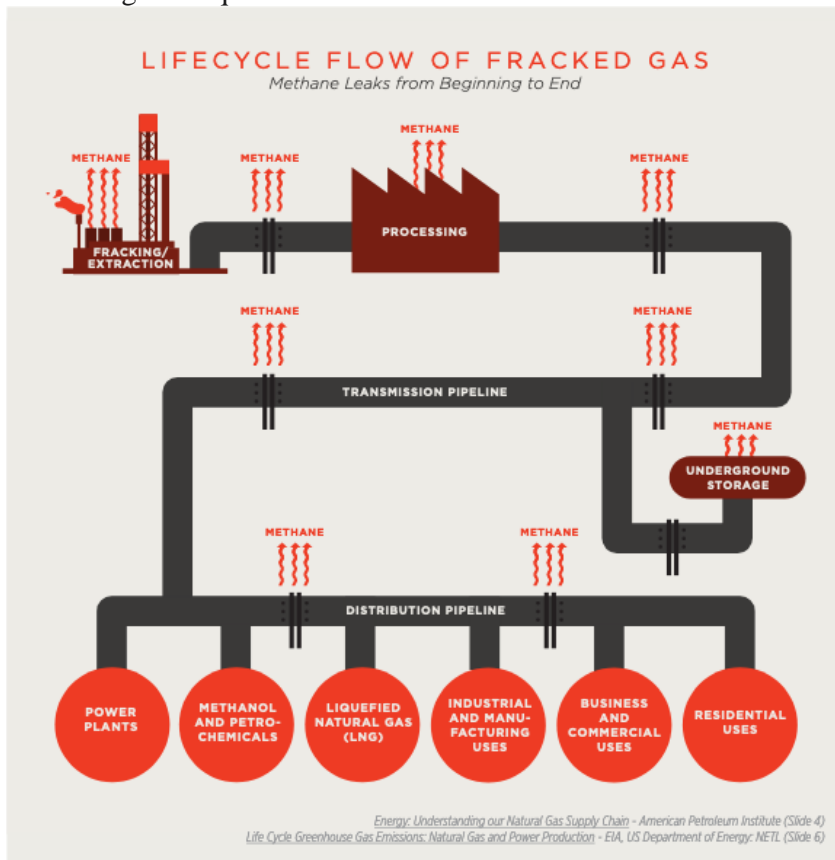 LIFECYCLE FLOW OF FRACKED GAS
Methane Leaks from Beginning to End
METHANE
METHANE
METHANE
METHANE
FRACKING/
EXTRACTION
PROCESSING
METHANE
METHANE
TRANSMISSION PIPELINE
METHANE
UNDERGROUND
STORAGE
METHANE
METHANE
DISTRIBUTION PIPELINE
POWER
PLANTS
METHANOL
AND PETRO-
CHEMICALS
LIQUEFIED
NATURAL GAS
(LNG)
INDUSTRIAL
AND MANU-
FACTURING
USES
BUSINESS
AND
COMMERCIAL
USES
RESIDENTIAL
USES
Energy: Understanding our Natural Gas Supply Chain - American Petroleum Institute (Slide 4)
Life Cycle Greenhouse Gas Emissions: Natural Gas and Power Production - EIA, US Department of Energy: NETL (Slide 6)